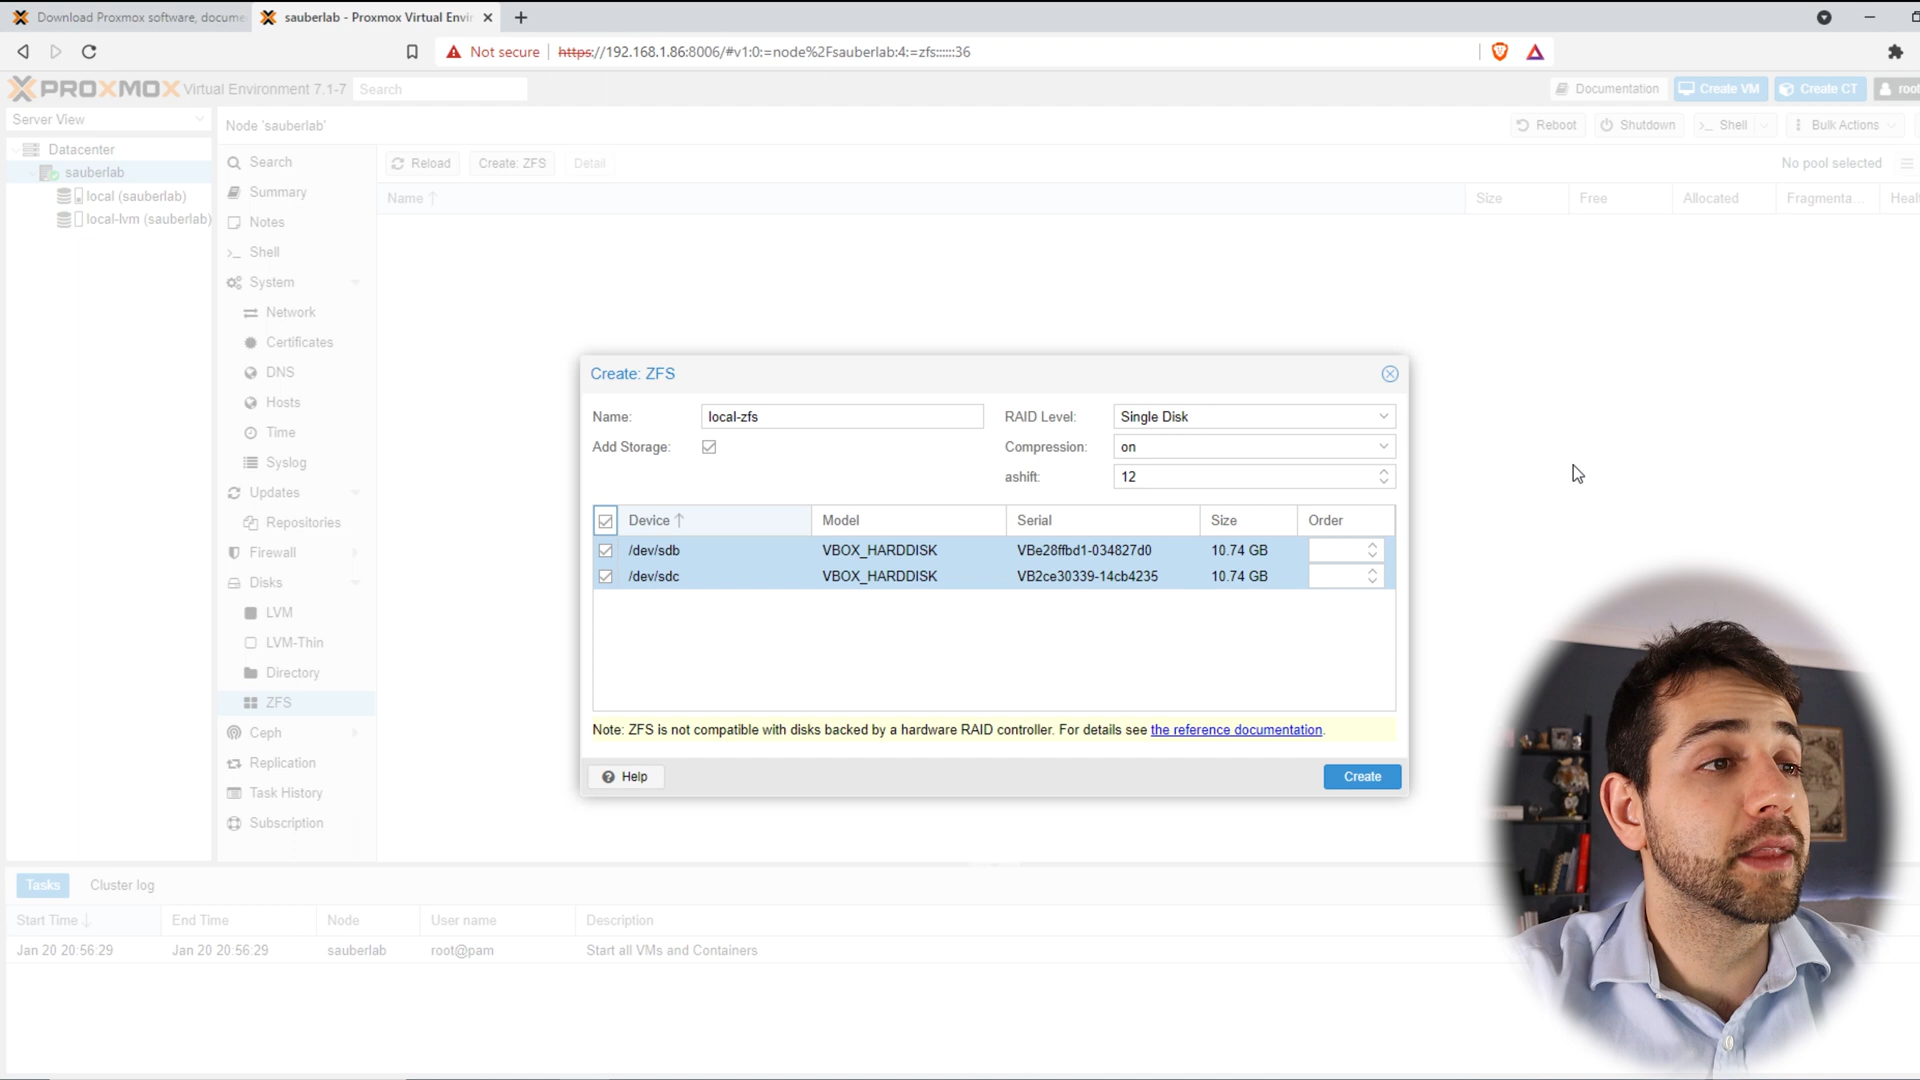 Download Proxmox software, docume
sauberlab - Proxmox Virtual Envir
Not secure
https://192.168.1.86:8006/#v1:0:=node%2Fsauberlab:4:=zfs::::::36
PROXMOX Virtual Environment 7.1-7
Search
Documentation
Create VM
Create CT
root
Server View
Node 'sauberlab'
Reboot
Shutdown
Shell
Bulk Actions
Datacenter
sauberlab
local (sauberlab)
local-lvm (sauberlab)
Search
Summary
Notes
Shell
System
Network
Certificates
DNS
Hosts
Time
Syslog
Updates
Repositories
Firewall
Disks
LVM
LVM-Thin
Directory
ZFS
Ceph
Replication
Task History
Subscription
Reload
Create: ZFS
Detail
No pool selected
Name
Size
Free
Allocated
Fragmenta...
Heal
Create: ZFS
Name:
local-zfs
RAID Level:
Single Disk
Add Storage:
Compression:
on
ashift:
12
Device
Model
Serial
Size
Order
/dev/sdb
VBOX_HARDDISK
VBe28ffbd1-034827d0
10.74 GB
/dev/sdc
VBOX_HARDDISK
VB2ce30339-14cb4235
10.74 GB
Note: ZFS is not compatible with disks backed by a hardware RAID controller. For details see the reference documentation.
Help
Create
Tasks
Cluster log
Start Time
End Time
Node
User name
Description
Jan 20 20:56:29
Jan 20 20:56:29
sauberlab
root@pam
Start all VMs and Containers